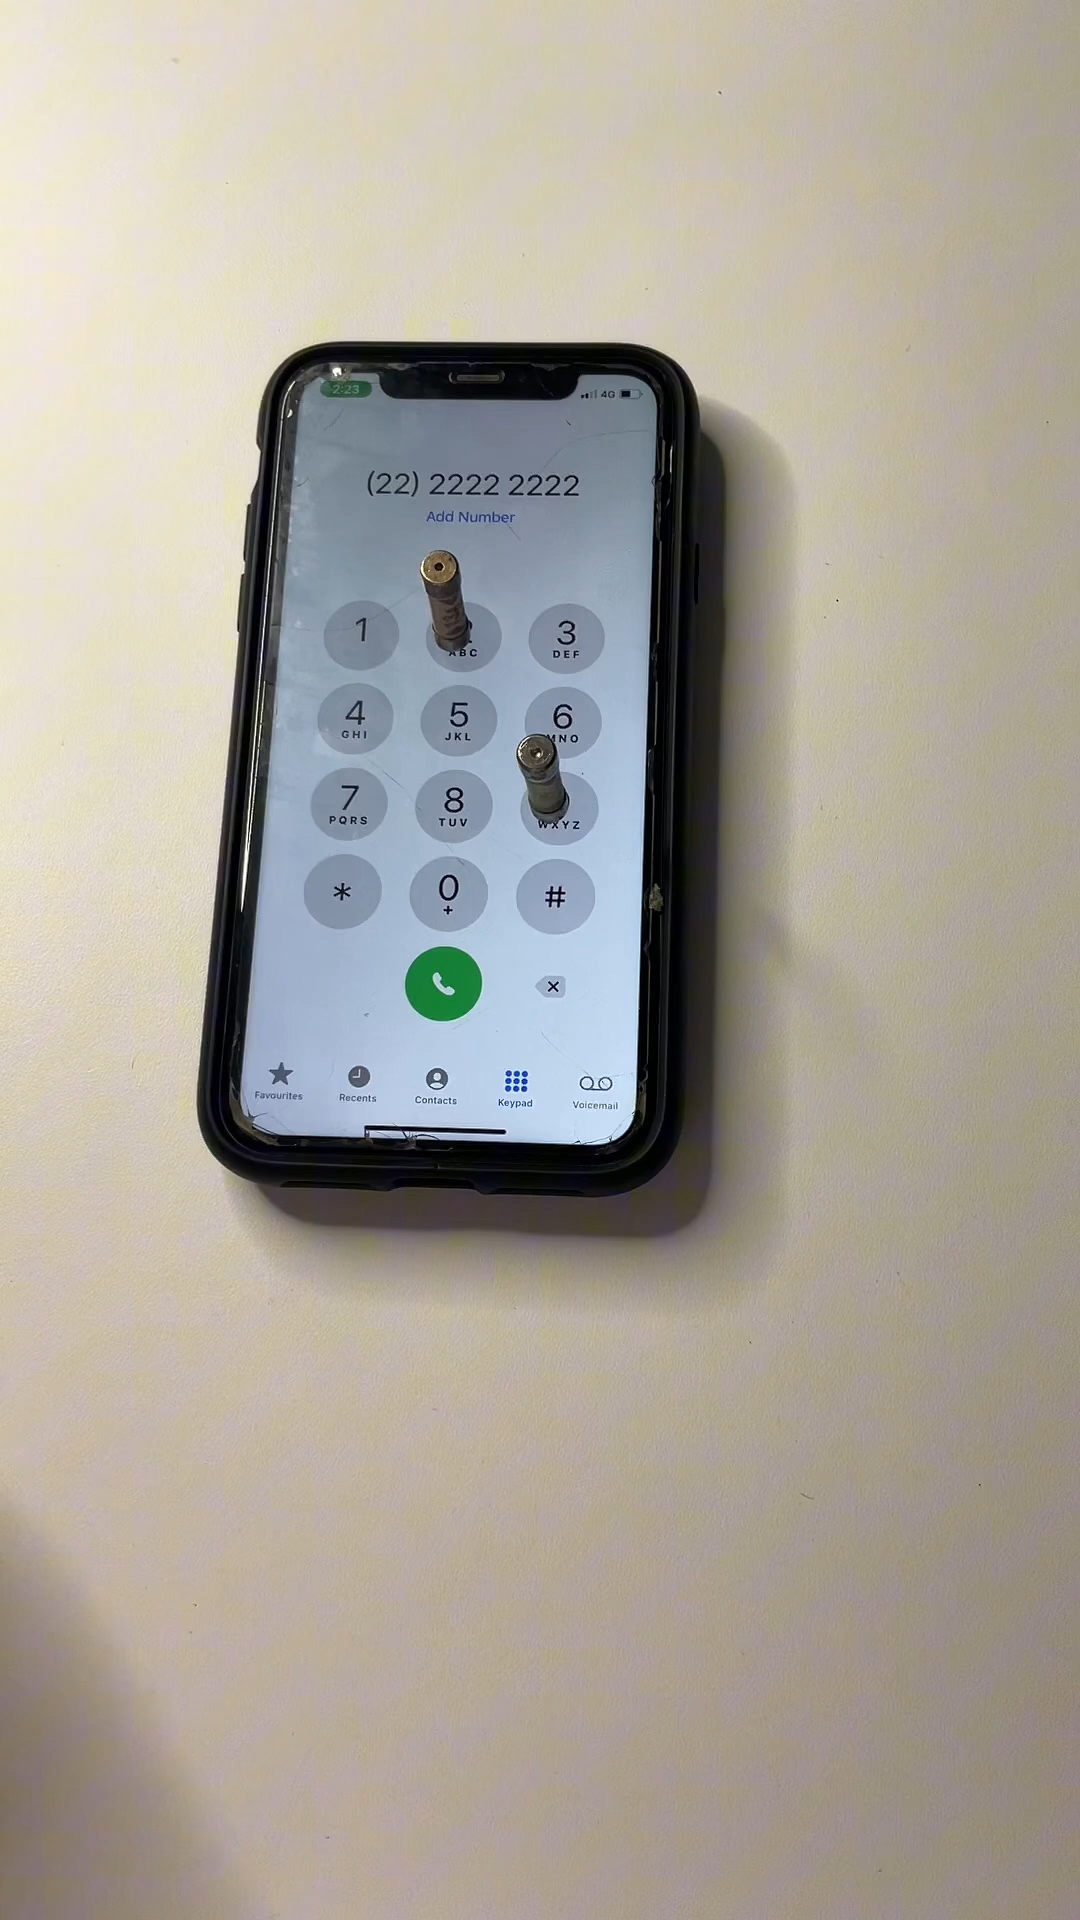 2:23
4G
(22) 2222 2222
Add Number
1
ABC
3
DEF
4
GHI
5
JKL
6
MNO
7
PQRS
8
TUV
WXYZ
*
0
+
#
Favourites
Recents
Contacts
Keypad
Voicemail